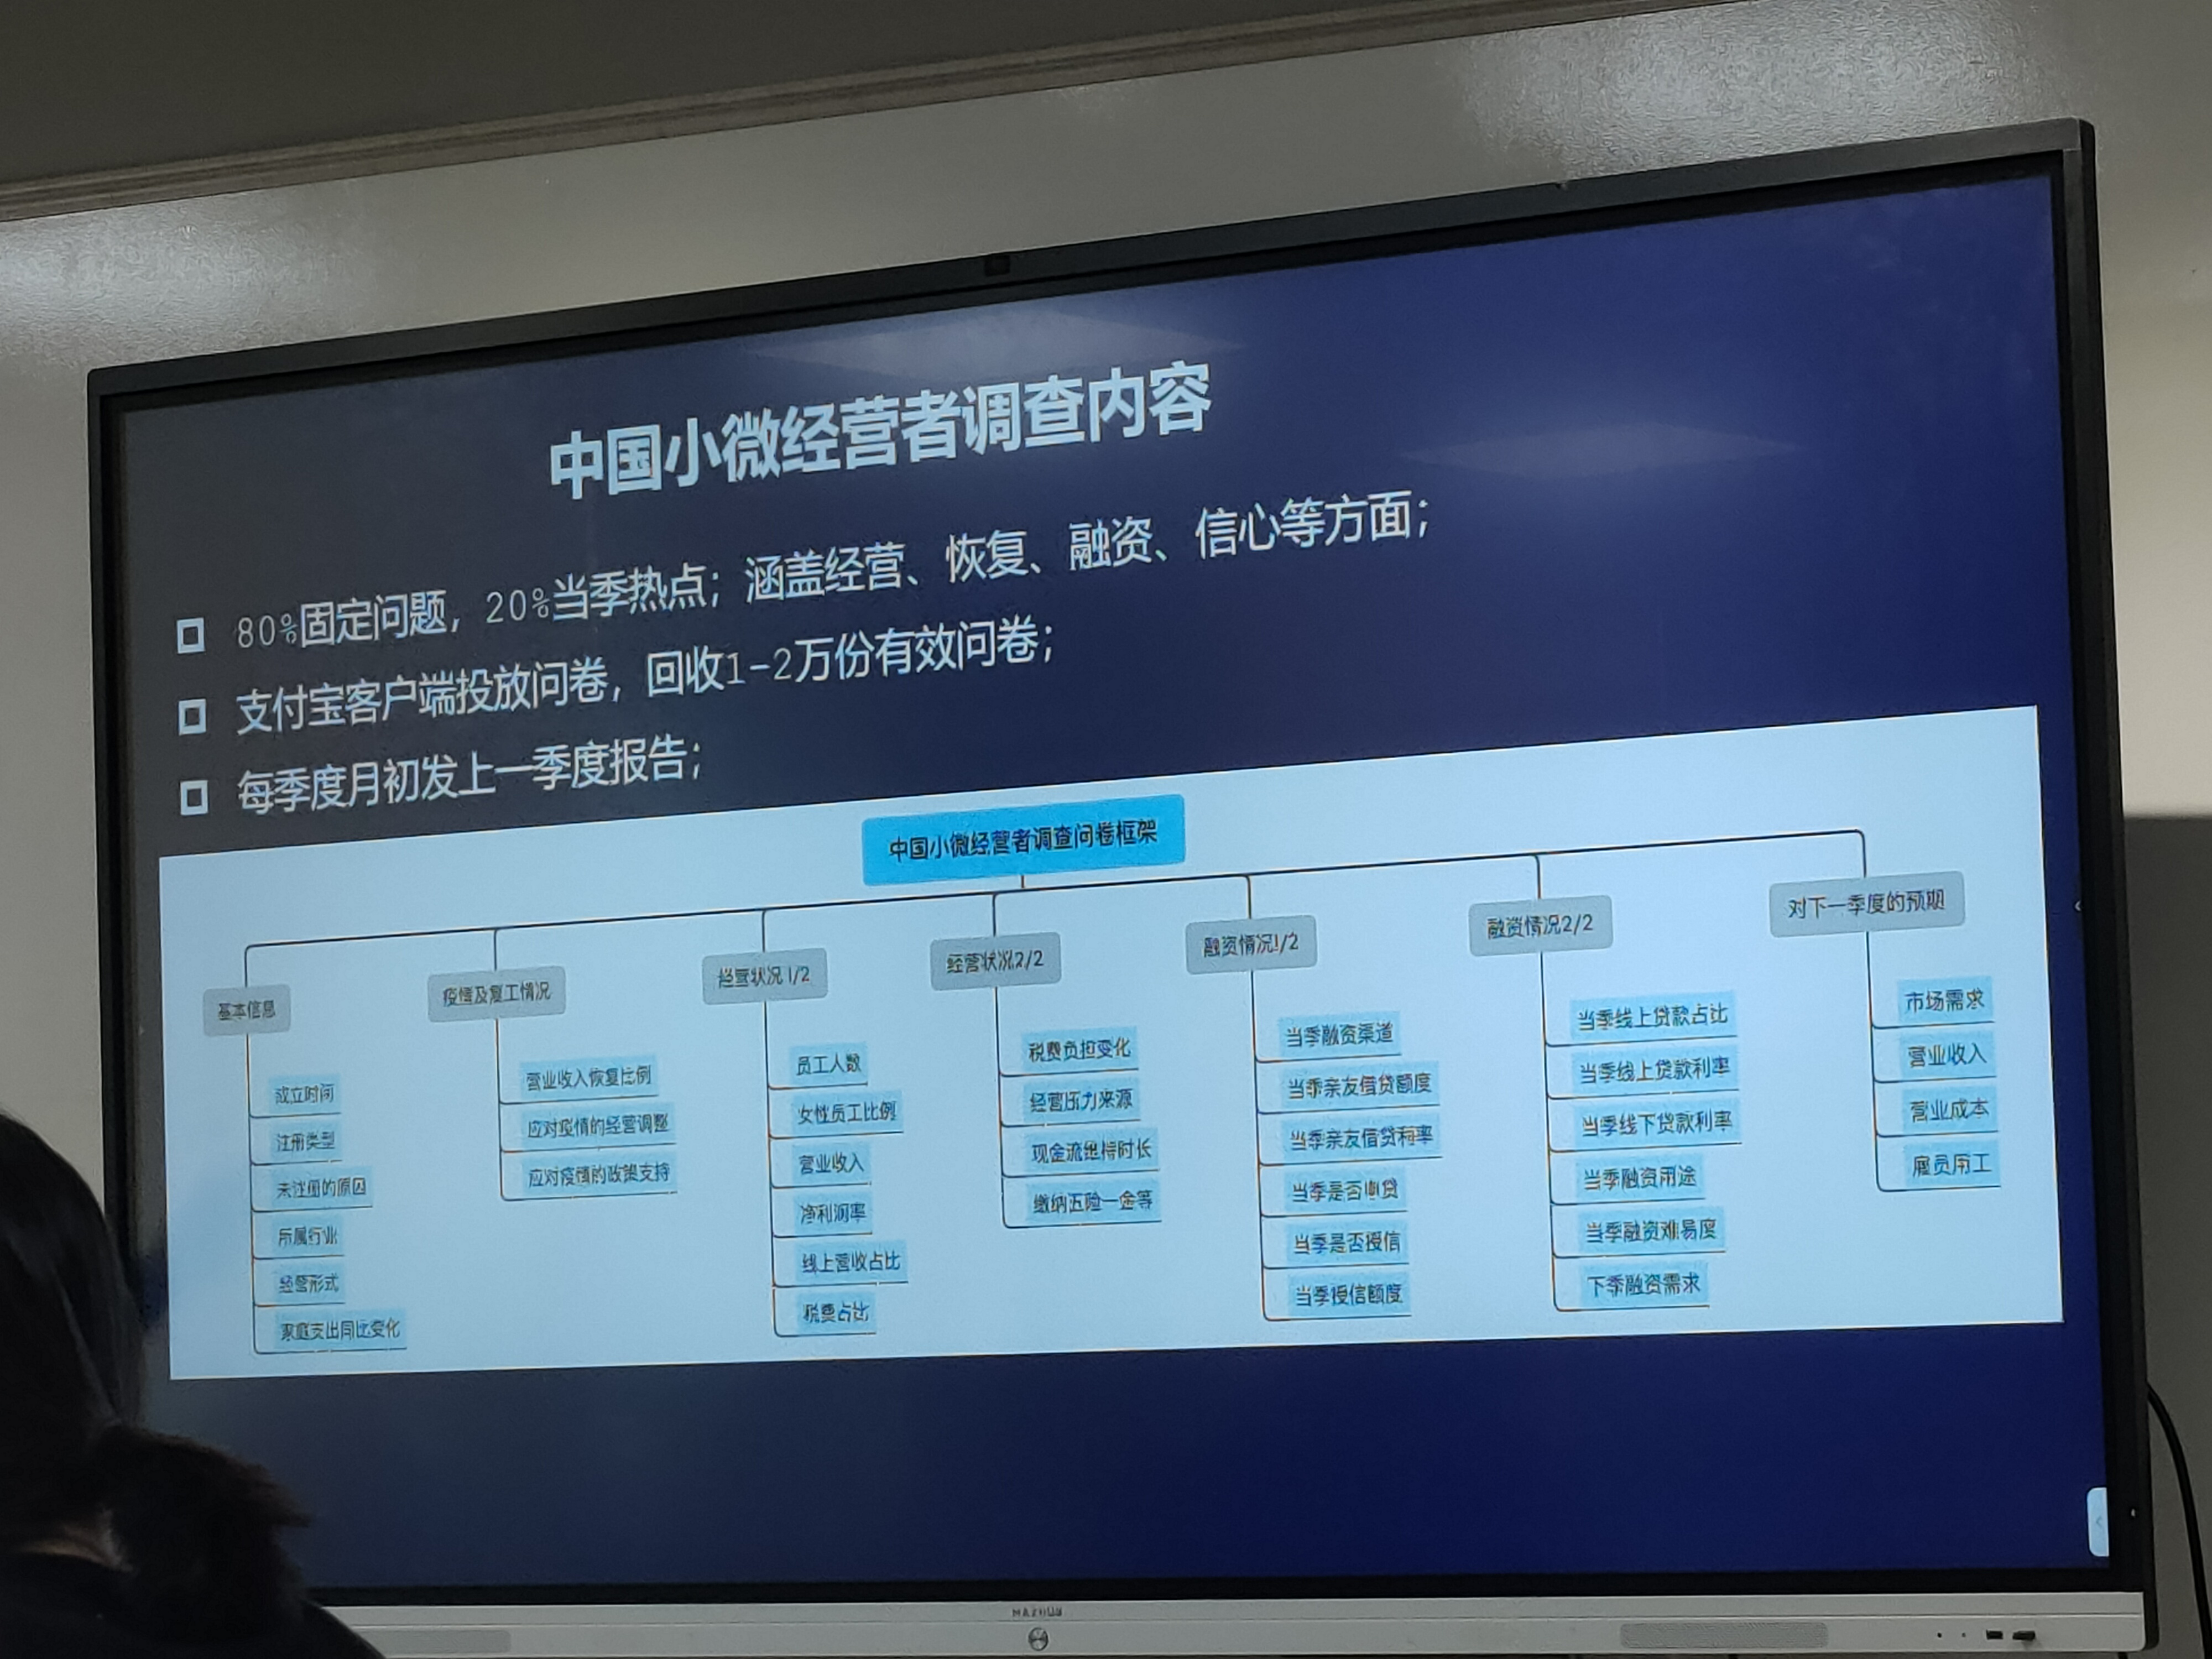 中国小微经营者调查内容
80%固定问题，20%当季热点；涵盖经营、恢复、融资、信心等方面；
支付宝客户端投放问卷，回收1-2万份有效问卷；
每季度月初发上一季度报告；
中国小微经营者调查问卷框架
基本信息
成立时间
注册类型
未注册的原因
所属行业
经营形式
家庭支出同比变化
疫情及复工情况
营业收入恢复比例
应对疫情的经营调整
应对疫情的政策支持
经营状况 1/2
员工人数
女性员工比例
营业收入
净利润率
线上营收占比
税费占比
经营状况2/2
税费负担变化
经营压力来源
现金流维持时长
缴纳五险一金等
融资情况1/2
当季融资渠道
当季亲友借贷额度
当季亲友借贷利率
当季是否申贷
当季是否授信
当季授信额度
融资情况2/2
当季线上贷款占比
当季线上贷款利率
当季线下贷款利率
当季融资用途
当季融资难易度
下季融资需求
对下一季度的预期
市场需求
营业收入
营业成本
雇员用工